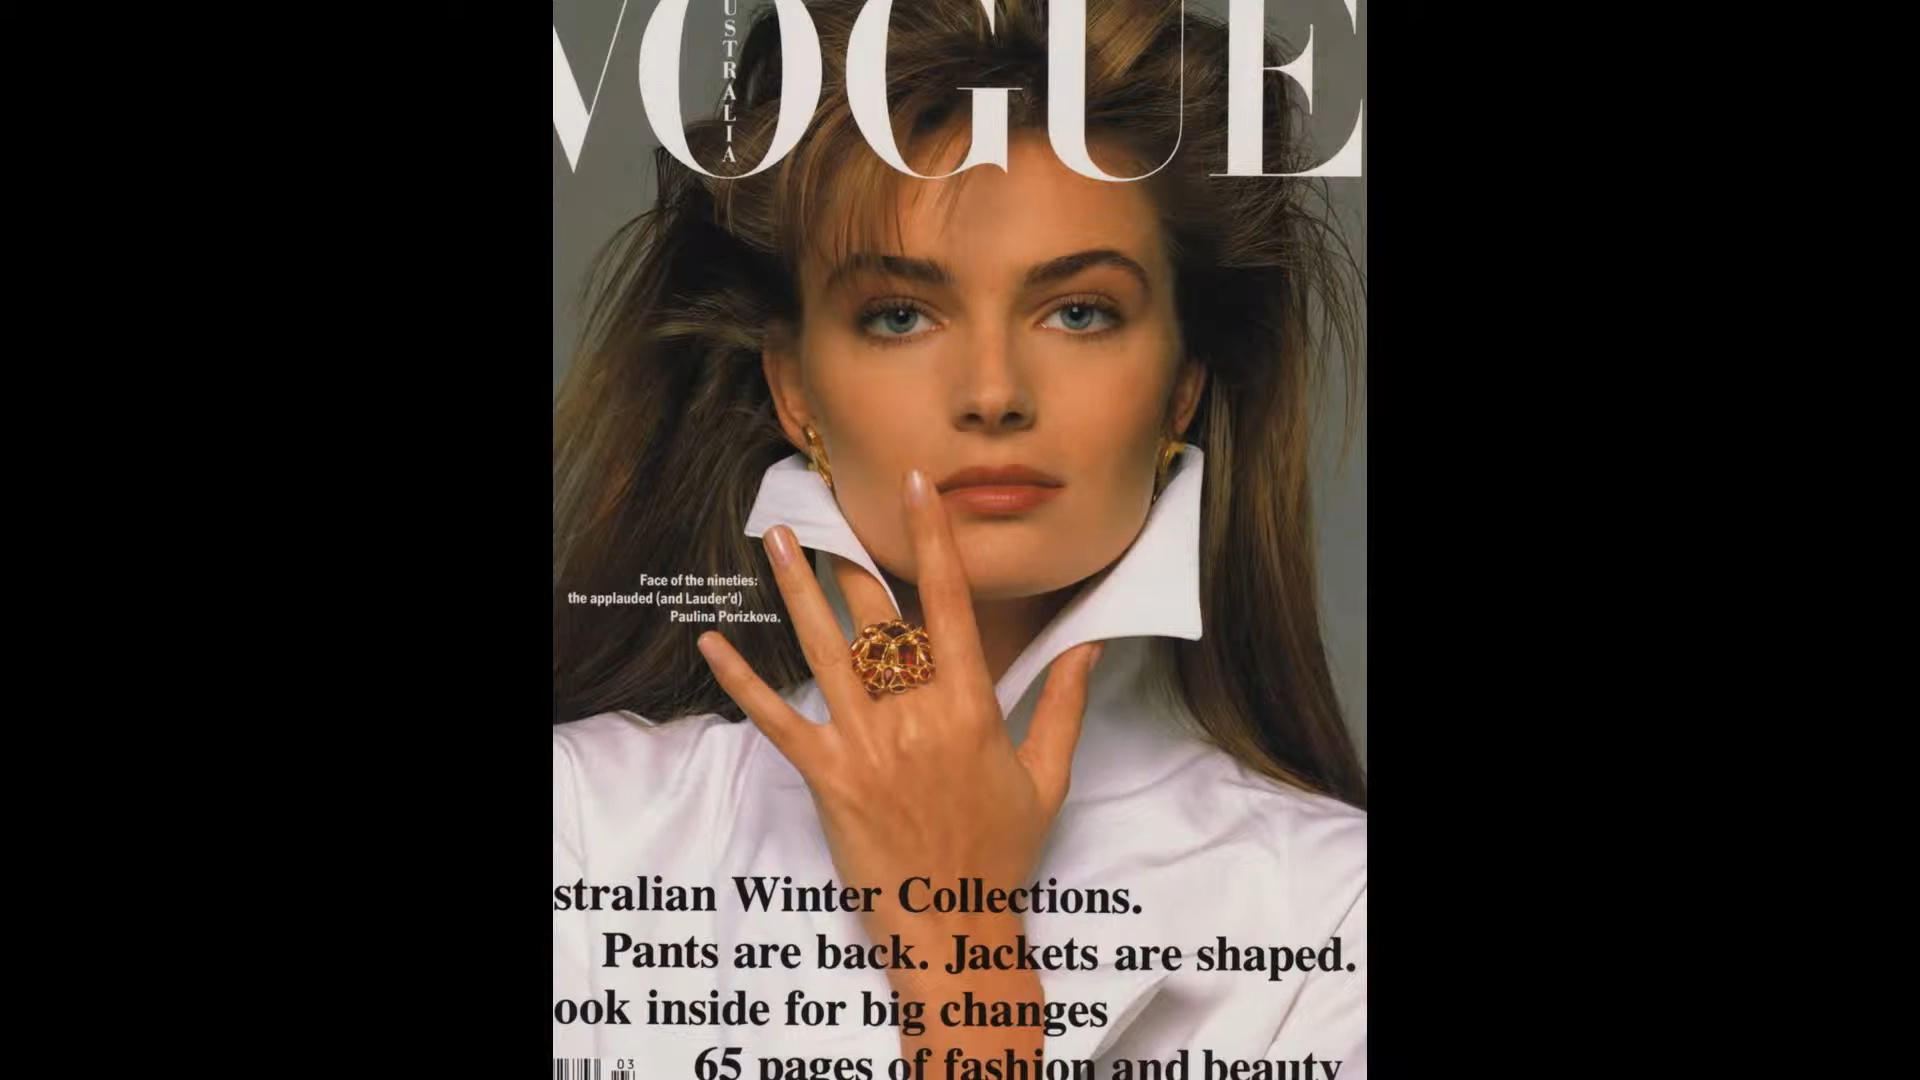 VOGUE
USTRALIA
Face of the nineties:
the applauded (and Lauder'd)
Paulina Porizkova.
stralian Winter Collections.
Pants are back. Jackets are shaped.
ook inside for big changes
65 pages of fashion and beauty
03